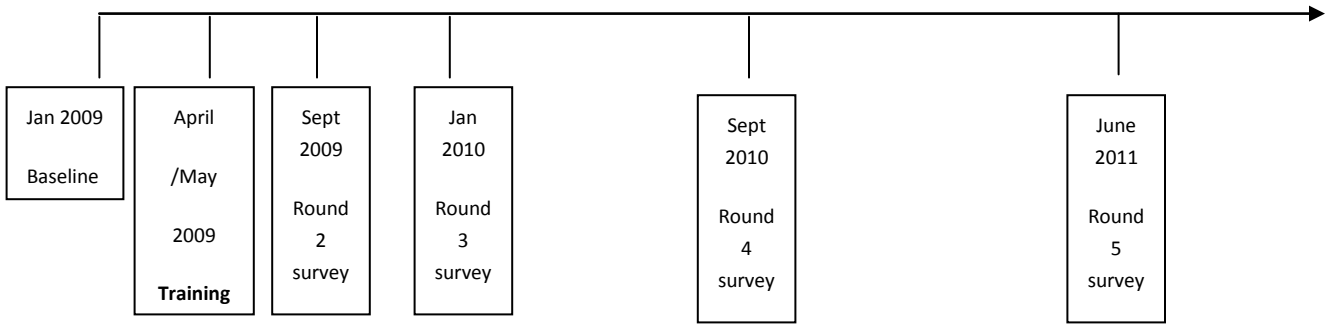 Jan 2009
Baseline
April
/May
2009
Training
Sept
2009
Round
2
survey
Jan
2010
Round
3
survey
Sept
2010
Round
4
survey
June
2011
Round
5
survey